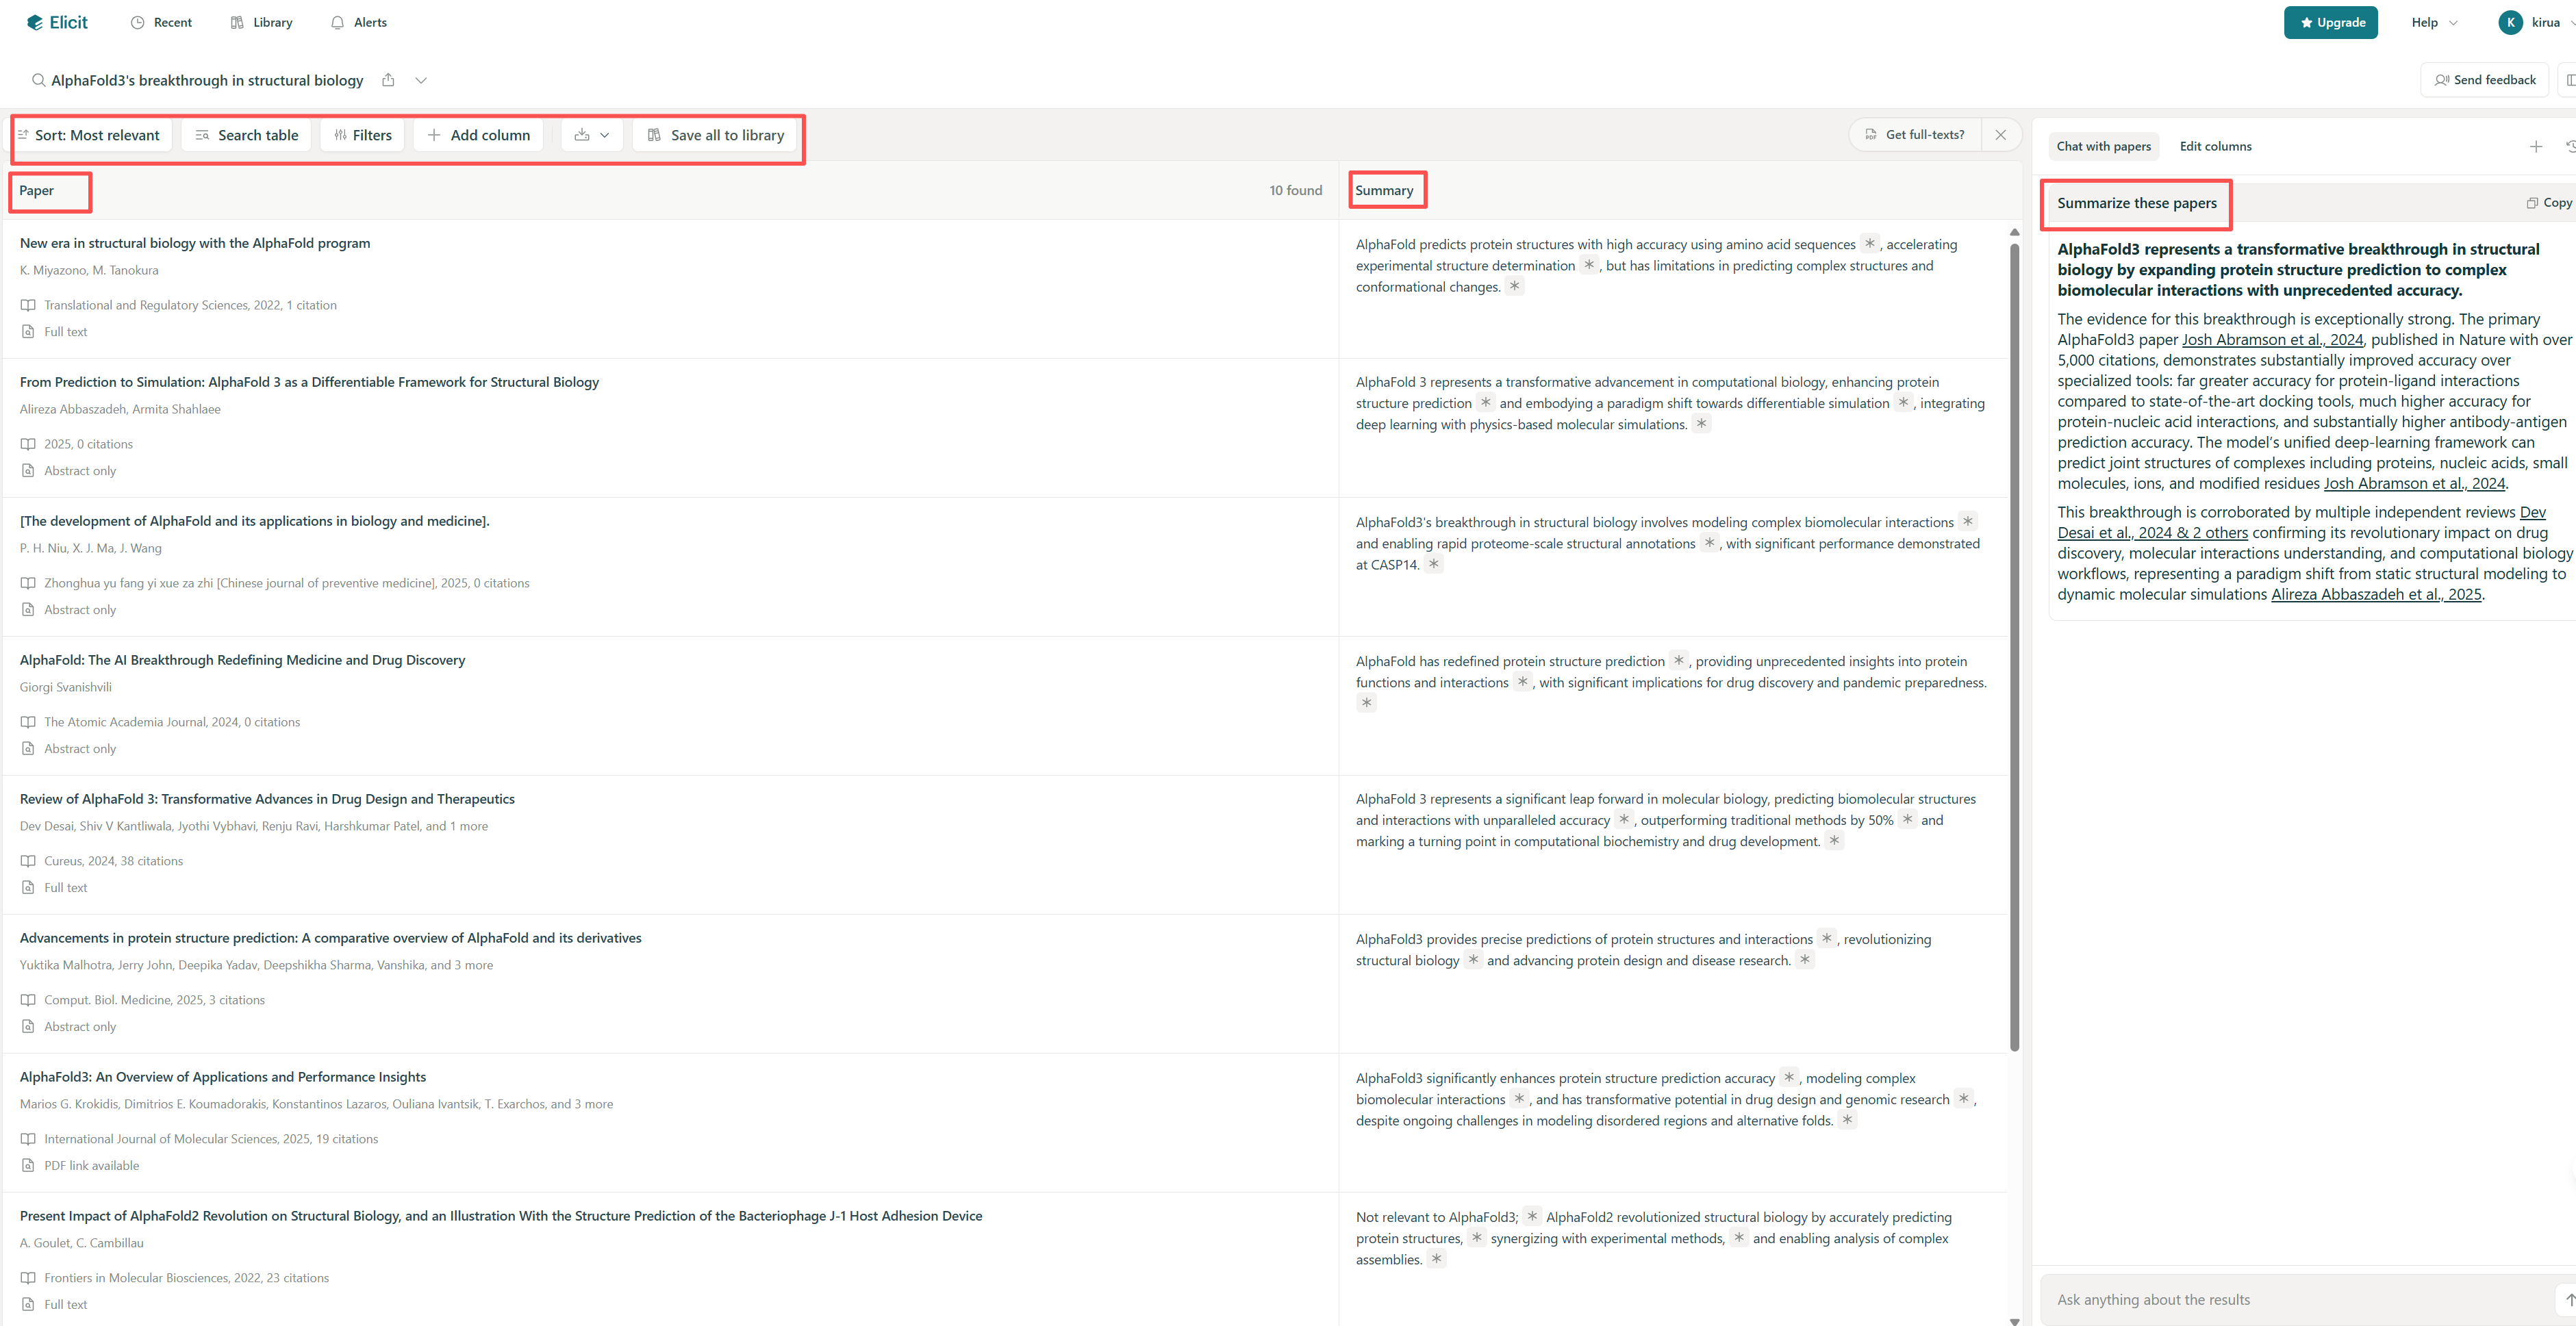 Elicit
Recent
Library
Alerts
Upgrade
Help
K
kirua
AlphaFold3's breakthrough in structural biology
Send feedback
Sort: Most relevant
Search table
Filters
Add column
Save all to library
PDF
Get full-texts?
Chat with papers
Edit columns
Paper
10 found
Summary
New era in structural biology with the AlphaFold program
K. Miyazono, M. Tanokura
Translational and Regulatory Sciences, 2022, 1 citation
Full text
AlphaFold predicts protein structures with high accuracy using amino acid sequences *, accelerating
experimental structure determination *, but has limitations in predicting complex structures and
conformational changes. *
From Prediction to Simulation: AlphaFold 3 as a Differentiable Framework for Structural Biology
Alireza Abbaszadeh, Armita Shahlaee
2025, 0 citations
Abstract only
AlphaFold 3 represents a transformative advancement in computational biology, enhancing protein
structure prediction * and embodying a paradigm shift towards differentiable simulation *, integrating
deep learning with physics-based molecular simulations. *
[The development of AlphaFold and its applications in biology and medicine].
P. H. Niu, X. J. Ma, J. Wang
Zhonghua yu fang yi xue za zhi [Chinese journal of preventive medicine], 2025, 0 citations
Abstract only
AlphaFold3's breakthrough in structural biology involves modeling complex biomolecular interactions *
and enabling rapid proteome-scale structural annotations *, with significant performance demonstrated
at CASP14. *
AlphaFold: The AI Breakthrough Redefining Medicine and Drug Discovery
Giorgi Svanishvili
The Atomic Academia Journal, 2024, 0 citations
Abstract only
AlphaFold has redefined protein structure prediction *, providing unprecedented insights into protein
functions and interactions *, with significant implications for drug discovery and pandemic preparedness.
*
Review of AlphaFold 3: Transformative Advances in Drug Design and Therapeutics
Dev Desai, Shiv V Kantliwala, Jyothi Vybhavi, Renju Ravi, Harshkumar Patel, and 1 more
Cureus, 2024, 38 citations
Full text
AlphaFold 3 represents a significant leap forward in molecular biology, predicting biomolecular structures
and interactions with unparalleled accuracy *, outperforming traditional methods by 50% * and
marking a turning point in computational biochemistry and drug development. *
Advancements in protein structure prediction: A comparative overview of AlphaFold and its derivatives
Yuktika Malhotra, Jerry John, Deepika Yadav, Deepshikha Sharma, Vanshika, and 3 more
Comput. Biol. Medicine, 2025, 3 citations
Abstract only
AlphaFold3 provides precise predictions of protein structures and interactions *, revolutionizing
structural biology * and advancing protein design and disease research. *
AlphaFold3: An Overview of Applications and Performance Insights
Marios G. Krokidis, Dimitrios E. Koumadorakis, Konstantinos Lazaros, Ouliana Ivantsik, T. Exarchos, and 3 more
International Journal of Molecular Sciences, 2025, 19 citations
PDF link available
AlphaFold3 significantly enhances protein structure prediction accuracy *, modeling complex
biomolecular interactions *, and has transformative potential in drug design and genomic research *,
despite ongoing challenges in modeling disordered regions and alternative folds. *
Present Impact of AlphaFold2 Revolution on Structural Biology, and an Illustration With the Structure Prediction of the Bacteriophage J-1 Host Adhesion Device
A. Goulet, C. Cambillau
Frontiers in Molecular Biosciences, 2022, 23 citations
Full text
Not relevant to AlphaFold3; * AlphaFold2 revolutionized structural biology by accurately predicting
protein structures, * synergizing with experimental methods, * and enabling analysis of complex
assemblies. *
Summarize these papers
Copy
AlphaFold3 represents a transformative breakthrough in structural
biology by expanding protein structure prediction to complex
biomolecular interactions with unprecedented accuracy.
The evidence for this breakthrough is exceptionally strong. The primary
AlphaFold3 paper Josh Abramson et al., 2024, published in Nature with over
5,000 citations, demonstrates substantially improved accuracy over
specialized tools: far greater accuracy for protein-ligand interactions
compared to state-of-the-art docking tools, much higher accuracy for
protein-nucleic acid interactions, and substantially higher antibody-antigen
prediction accuracy. The model's unified deep-learning framework can
predict joint structures of complexes including proteins, nucleic acids, small
molecules, ions, and modified residues Josh Abramson et al., 2024.
This breakthrough is corroborated by multiple independent reviews Dev
Desai et al., 2024 & 2 others confirming its revolutionary impact on drug
discovery, molecular interactions understanding, and computational biology
workflows, representing a paradigm shift from static structural modeling to
dynamic molecular simulations Alireza Abbaszadeh et al., 2025.
Ask anything about the results